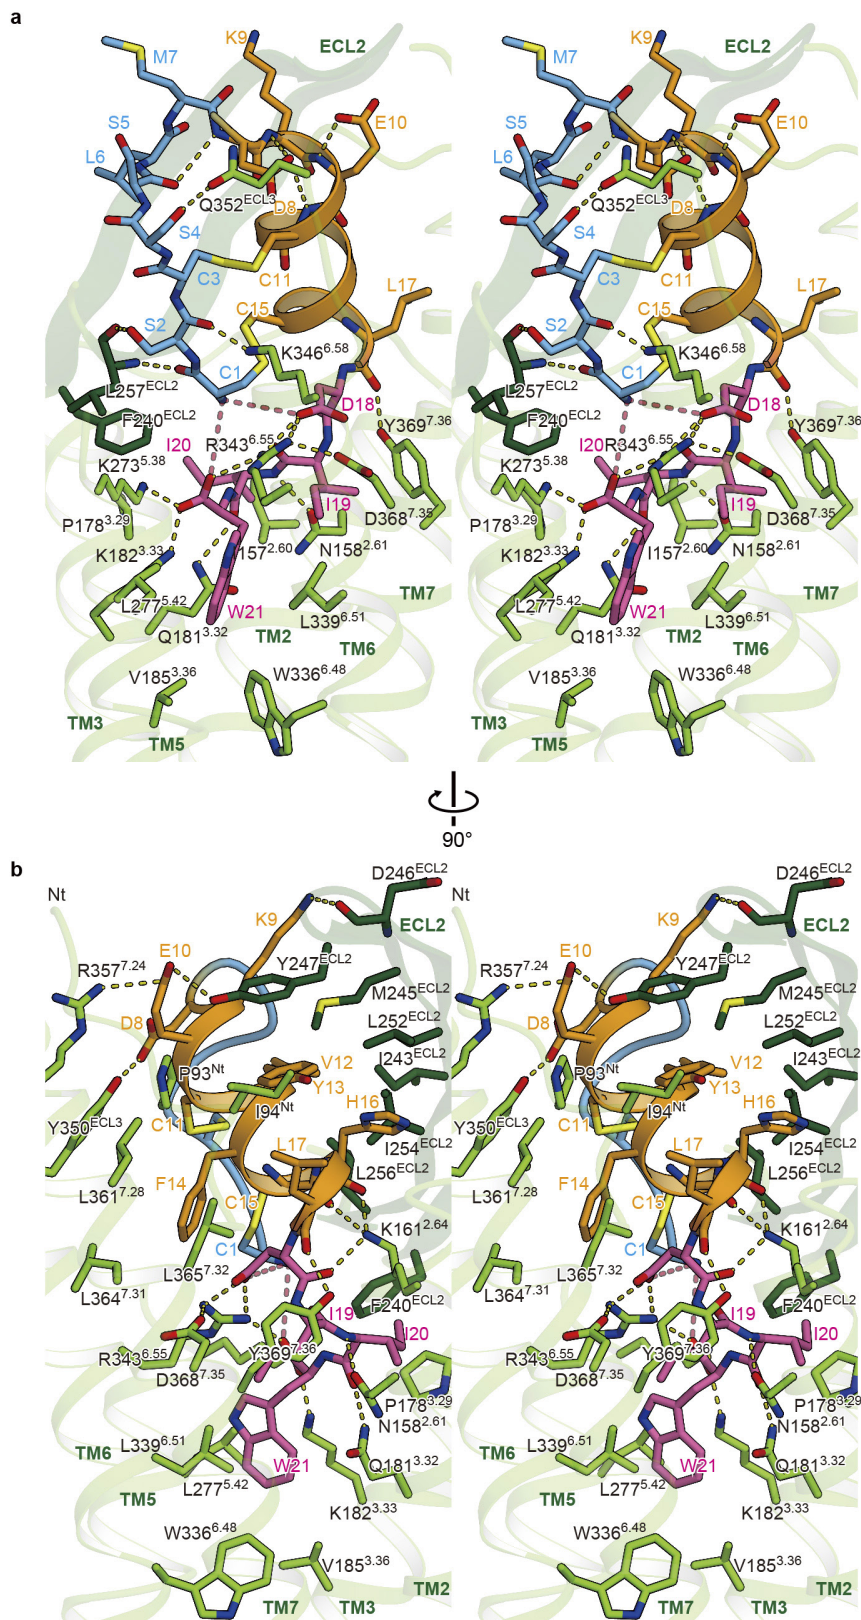 a
K9 ECL2 K9 ECL2
M7 M7
S5 E10 S5 E10
L6 L6
Q352ECL3 Q352ECL3
D8 D8
S4 S4
C3 C11 C3 C11
L17 L17
C15 C15
S2 S2
K3466.58 K3466.58
L257ECL2 C1 L257ECL2 C1
D18 D18
F240ECL2 F240ECL2
I20 R3436.55 Y3697.36 I20 R3436.55 Y3697.36
K2735.38 K2735.38
I19 I19
P1783.29 D3687.35 P1783.29 D3687.35
K1823.33 I1572.60 N1582.61 K1823.33 I1572.60 N1582.61
L2775.42 TM7 L2775.42 TM7
W21 L3396.51 W21 L3396.51
Q1813.32 TM2 Q1813.32 TM2
TM6 TM6
V1853.36 W3366.48 V1853.36 W3366.48
TM3 TM3
TM5 TM5
90°
b
D246ECL2 D246ECL2
Nt Nt
K9 ECL2 K9 ECL2
E10 Y247ECL2 E10 Y247ECL2
R3577.24 R3577.24
M245ECL2 M245ECL2
D8 L252ECL2 D8 L252ECL2
P93Nt V12 I243ECL2 P93Nt V12 I243ECL2
Y13 Y13
I94Nt H16 I94Nt H16
Y350ECL3 C11 Y350ECL3 C11
L17 I254ECL2 L17 I254ECL2
L3617.28 F14 L256ECL2 L3617.28 F14 L256ECL2
C15 C15
K1612.64 K1612.64
C1 C1
L3657.32 L3657.32
L3647.31 L3647.31
F240ECL2 F240ECL2
I19 I19
I20 I20
R3436.55 Y3697.36 R3436.55 Y3697.36
D3687.35 D3687.35
P1783.29 P1783.29
N1582.61 N1582.61
TM6 L3396.51 TM6 L3396.51
W21 Q1813.32 W21 Q1813.32
L2775.42 L2775.42
TM5 TM5
K1823.33 K1823.33
W3366.48 W3366.48
V1853.36 V1853.36
TM2 TM2
TM7 TM3 TM7 TM3